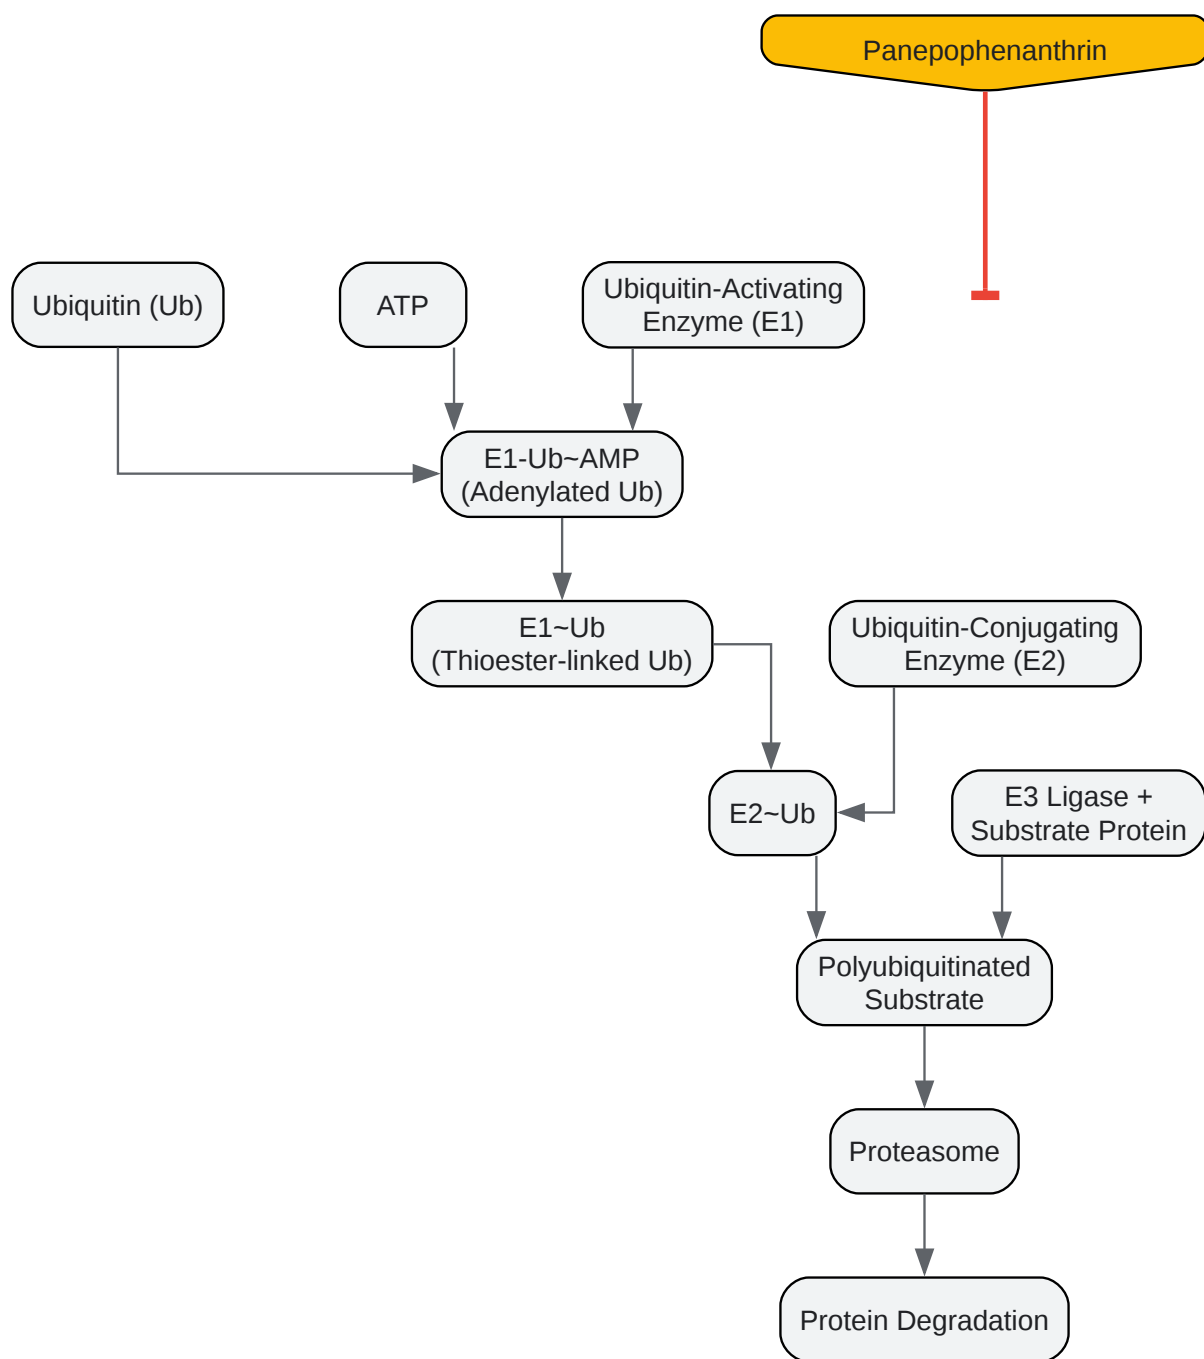 Panepophenanthrin
Ubiquitin (Ub)
ATP
Ubiquitin-Activating
Enzyme (E1)
E1-Ub~AMP
(Adenylated Ub)
E1~Ub
(Thioester-linked Ub)
Ubiquitin-Conjugating
Enzyme (E2)
E2~Ub
E3 Ligase +
Substrate Protein
Polyubiquitinated
Substrate
Proteasome
Protein Degradation